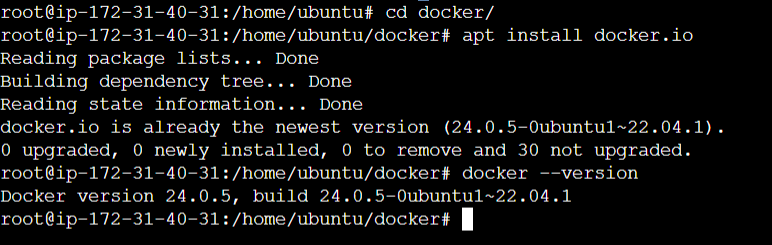 root@ip-172-31-40-31:/home/ubuntu# cd docker/
root@ip-172-31-40-31:/home/ubuntu/docker# apt install docker.io
Reading package lists... Done
Building dependency tree... Done
Reading state information... Done
docker.io is already the newest version (24.0.5-0ubuntu1~22.04.1).
0 upgraded, 0 newly installed, 0 to remove and 30 not upgraded.
root@ip-172-31-40-31:/home/ubuntu/docker# docker --version
Docker version 24.0.5, build 24.0.5-0ubuntu1~22.04.1
root@ip-172-31-40-31:/home/ubuntu/docker#